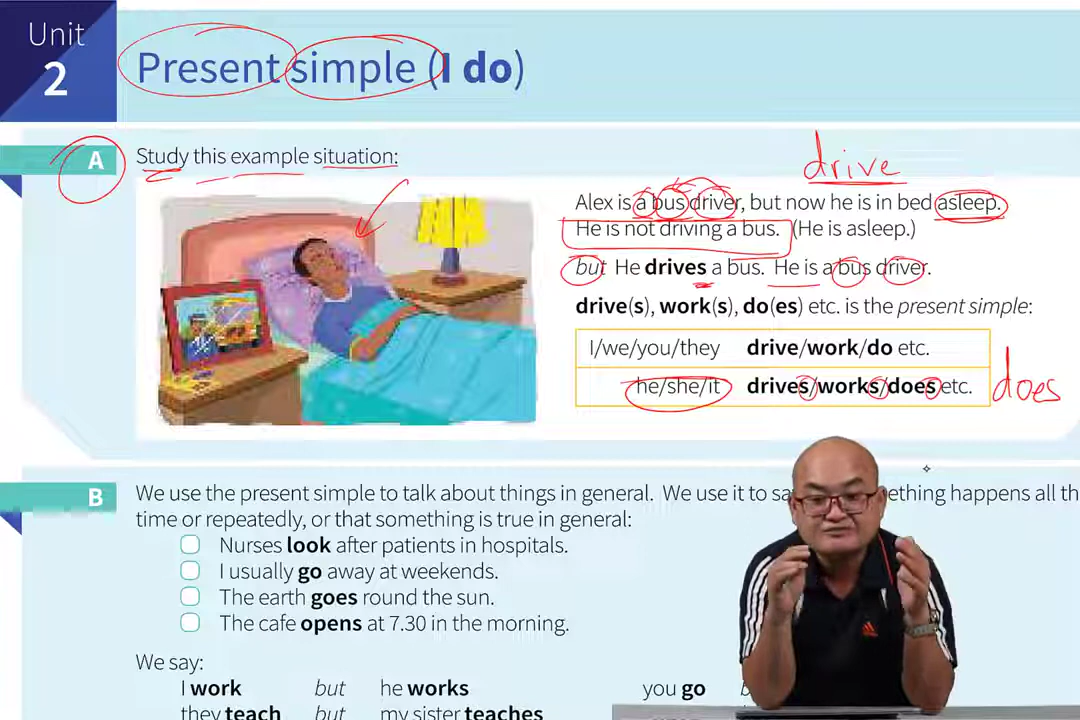 Unit
2
Present simple (I do)
A
Study this example situation:
drive
Alex is a bus driver, but now he is in bed asleep.
He is not driving a bus. (He is asleep.)
but He drives a bus. He is a bus driver.
drive(s), work(s), do(es) etc. is the present simple:
I/we/you/they drive/work/do etc.
he/she/it drives/works/does etc.
does
B
We use the present simple to talk about things in general. We use it to ething happens all th
time or repeatedly, or that something is true in general:
Nurses look after patients in hospitals.
I usually go away at weekends.
The earth goes round the sun.
The cafe opens at 7.30 in the morning.
We say:
I work but he works you go
they teach but my sister teaches